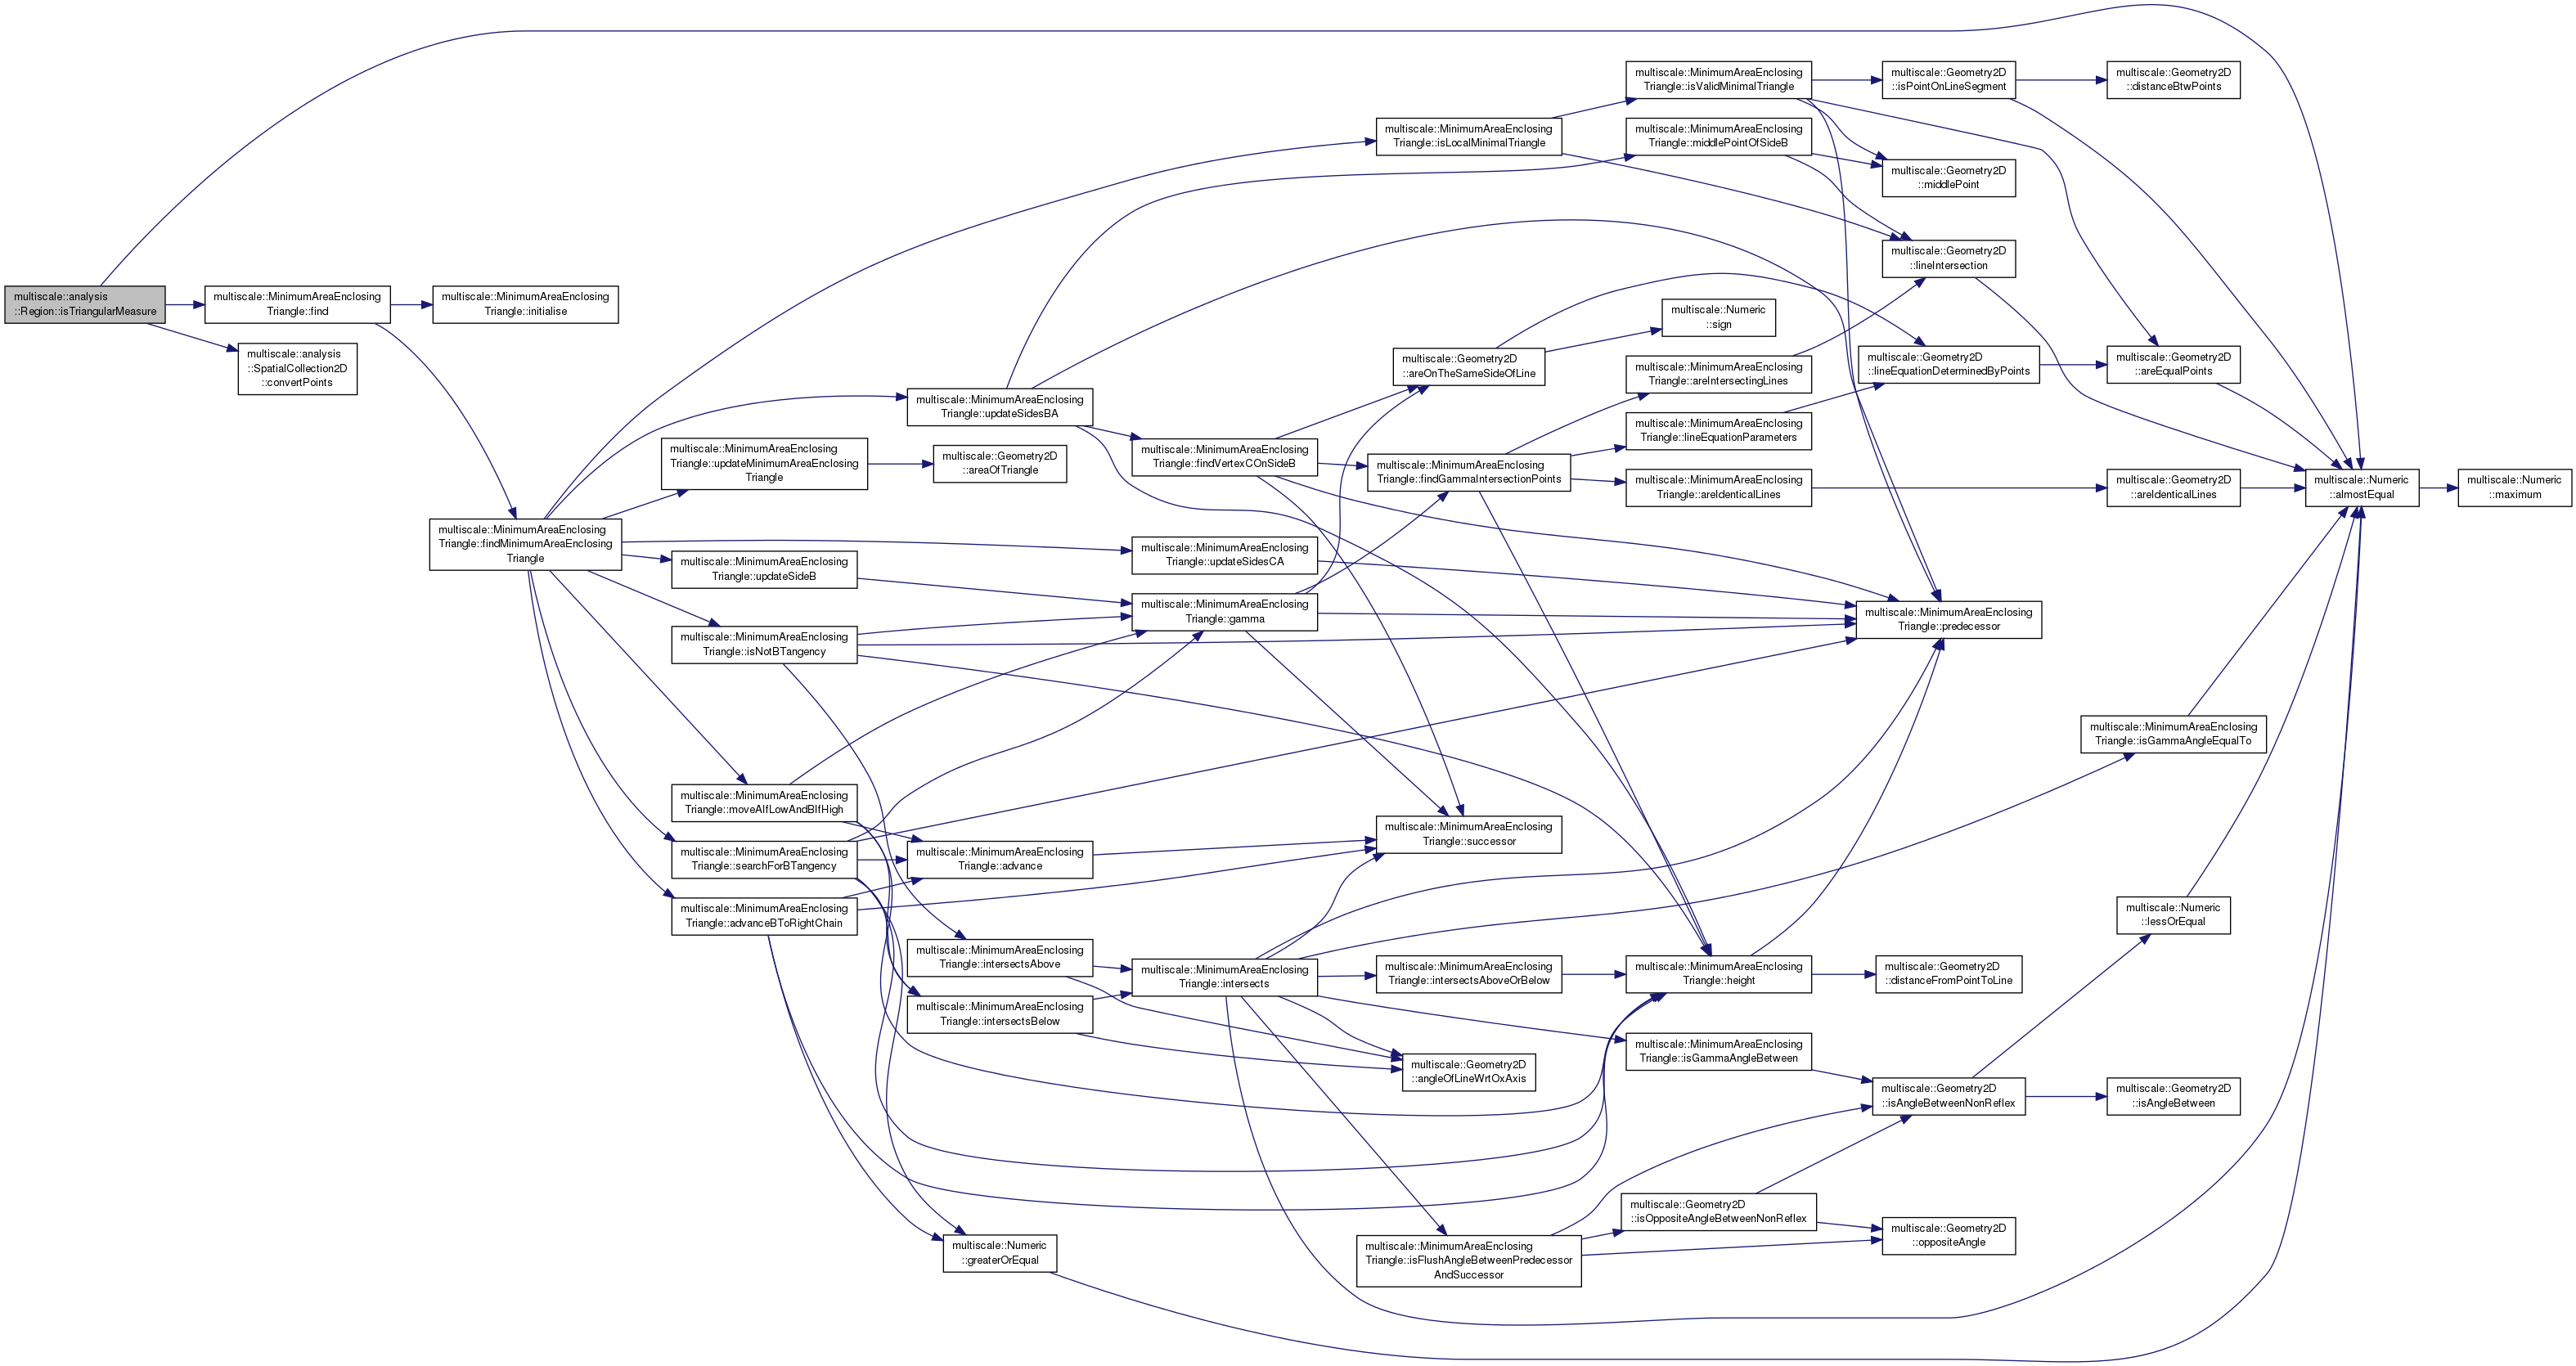 multiscale::analysis
::Region::isTriangularMeasure
multiscale::MinimumAreaEnclosing
Triangle::find
multiscale::MinimumAreaEnclosing
Triangle::initialise
multiscale::analysis
::SpatialCollection2D
::convertPoints
multiscale::MinimumAreaEnclosing
Triangle::findMinimumAreaEnclosing
Triangle
multiscale::MinimumAreaEnclosing
Triangle::updateMinimumAreaEnclosing
Triangle
multiscale::MinimumAreaEnclosing
Triangle::updateSideB
multiscale::MinimumAreaEnclosing
Triangle::isNotBTangency
multiscale::MinimumAreaEnclosing
Triangle::moveAIfLowAndBIfHigh
multiscale::MinimumAreaEnclosing
Triangle::searchForBTangency
multiscale::MinimumAreaEnclosing
Triangle::advanceBToRightChain
multiscale::MinimumAreaEnclosing
Triangle::updateSidesBA
multiscale::Geometry2D
::areaOfTriangle
multiscale::MinimumAreaEnclosing
Triangle::advance
multiscale::MinimumAreaEnclosing
Triangle::intersectsAbove
multiscale::MinimumAreaEnclosing
Triangle::intersectsBelow
multiscale::Numeric
::greaterOrEqual
multiscale::MinimumAreaEnclosing
Triangle::findVertexCOnSideB
multiscale::MinimumAreaEnclosing
Triangle::updateSidesCA
multiscale::MinimumAreaEnclosing
Triangle::gamma
multiscale::MinimumAreaEnclosing
Triangle::intersects
multiscale::MinimumAreaEnclosing
Triangle::isLocalMinimalTriangle
multiscale::Geometry2D
::areOnTheSameSideOfLine
multiscale::MinimumAreaEnclosing
Triangle::findGammaIntersectionPoints
multiscale::MinimumAreaEnclosing
Triangle::successor
multiscale::MinimumAreaEnclosing
Triangle::intersectsAboveOrBelow
multiscale::Geometry2D
::angleOfLineWrtOxAxis
multiscale::MinimumAreaEnclosing
Triangle::isFlushAngleBetweenPredecessor
AndSuccessor
multiscale::MinimumAreaEnclosing
Triangle::isValidMinimalTriangle
multiscale::MinimumAreaEnclosing
Triangle::middlePointOfSideB
multiscale::Numeric
::sign
multiscale::MinimumAreaEnclosing
Triangle::areIntersectingLines
multiscale::MinimumAreaEnclosing
Triangle::lineEquationParameters
multiscale::MinimumAreaEnclosing
Triangle::areIdenticalLines
multiscale::MinimumAreaEnclosing
Triangle::height
multiscale::MinimumAreaEnclosing
Triangle::isGammaAngleBetween
multiscale::Geometry2D
::isOppositeAngleBetweenNonReflex
multiscale::Geometry2D
::isPointOnLineSegment
multiscale::Geometry2D
::middlePoint
multiscale::Geometry2D
::lineIntersection
multiscale::Geometry2D
::lineEquationDeterminedByPoints
multiscale::MinimumAreaEnclosing
Triangle::predecessor
multiscale::Geometry2D
::distanceFromPointToLine
multiscale::Geometry2D
::isAngleBetweenNonReflex
multiscale::Geometry2D
::oppositeAngle
multiscale::Geometry2D
::distanceBtwPoints
multiscale::Geometry2D
::areEqualPoints
multiscale::Geometry2D
::areIdenticalLines
multiscale::MinimumAreaEnclosing
Triangle::isGammaAngleEqualTo
multiscale::Numeric
::lessOrEqual
multiscale::Geometry2D
::isAngleBetween
multiscale::Numeric
::almostEqual
multiscale::Numeric
::maximum